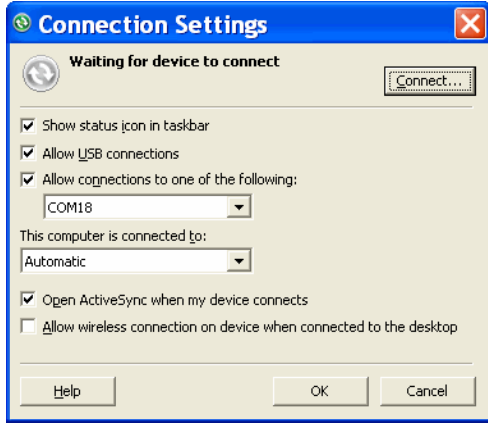 Connection Settings
Waiting for device to connect
Connect...
Show status icon in taskbar
Allow USB connections
Allow connections to one of the following:
COM18
This computer is connected to:
Automatic
Open ActiveSync when my device connects
Allow wireless connection on device when connected to the desktop
Help OK Cancel